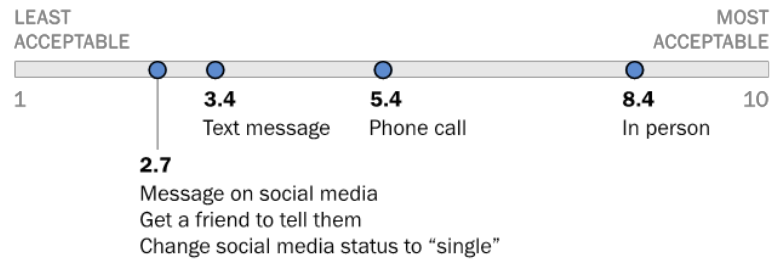 LEAST
ACCEPTABLE
MOST
ACCEPTABLE
1
3.4
Text message
5.4
Phone call
8.4
In person
10
2.7
Message on social media
Get a friend to tell them
Change social media status to “single”